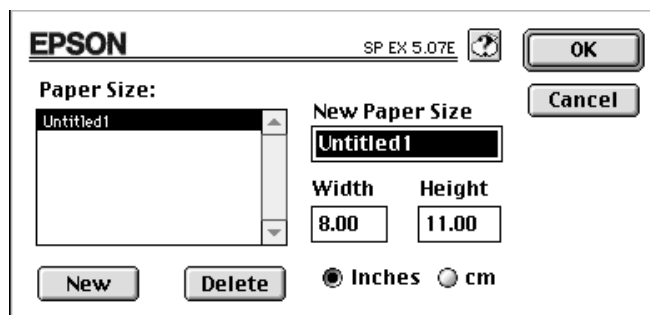 EPSON
SP EX 5.07E
OK
Paper Size:
Cancel
Untitled1
New Paper Size
Untitled1
Width Height
8.00 11.00
New Delete
Inches cm